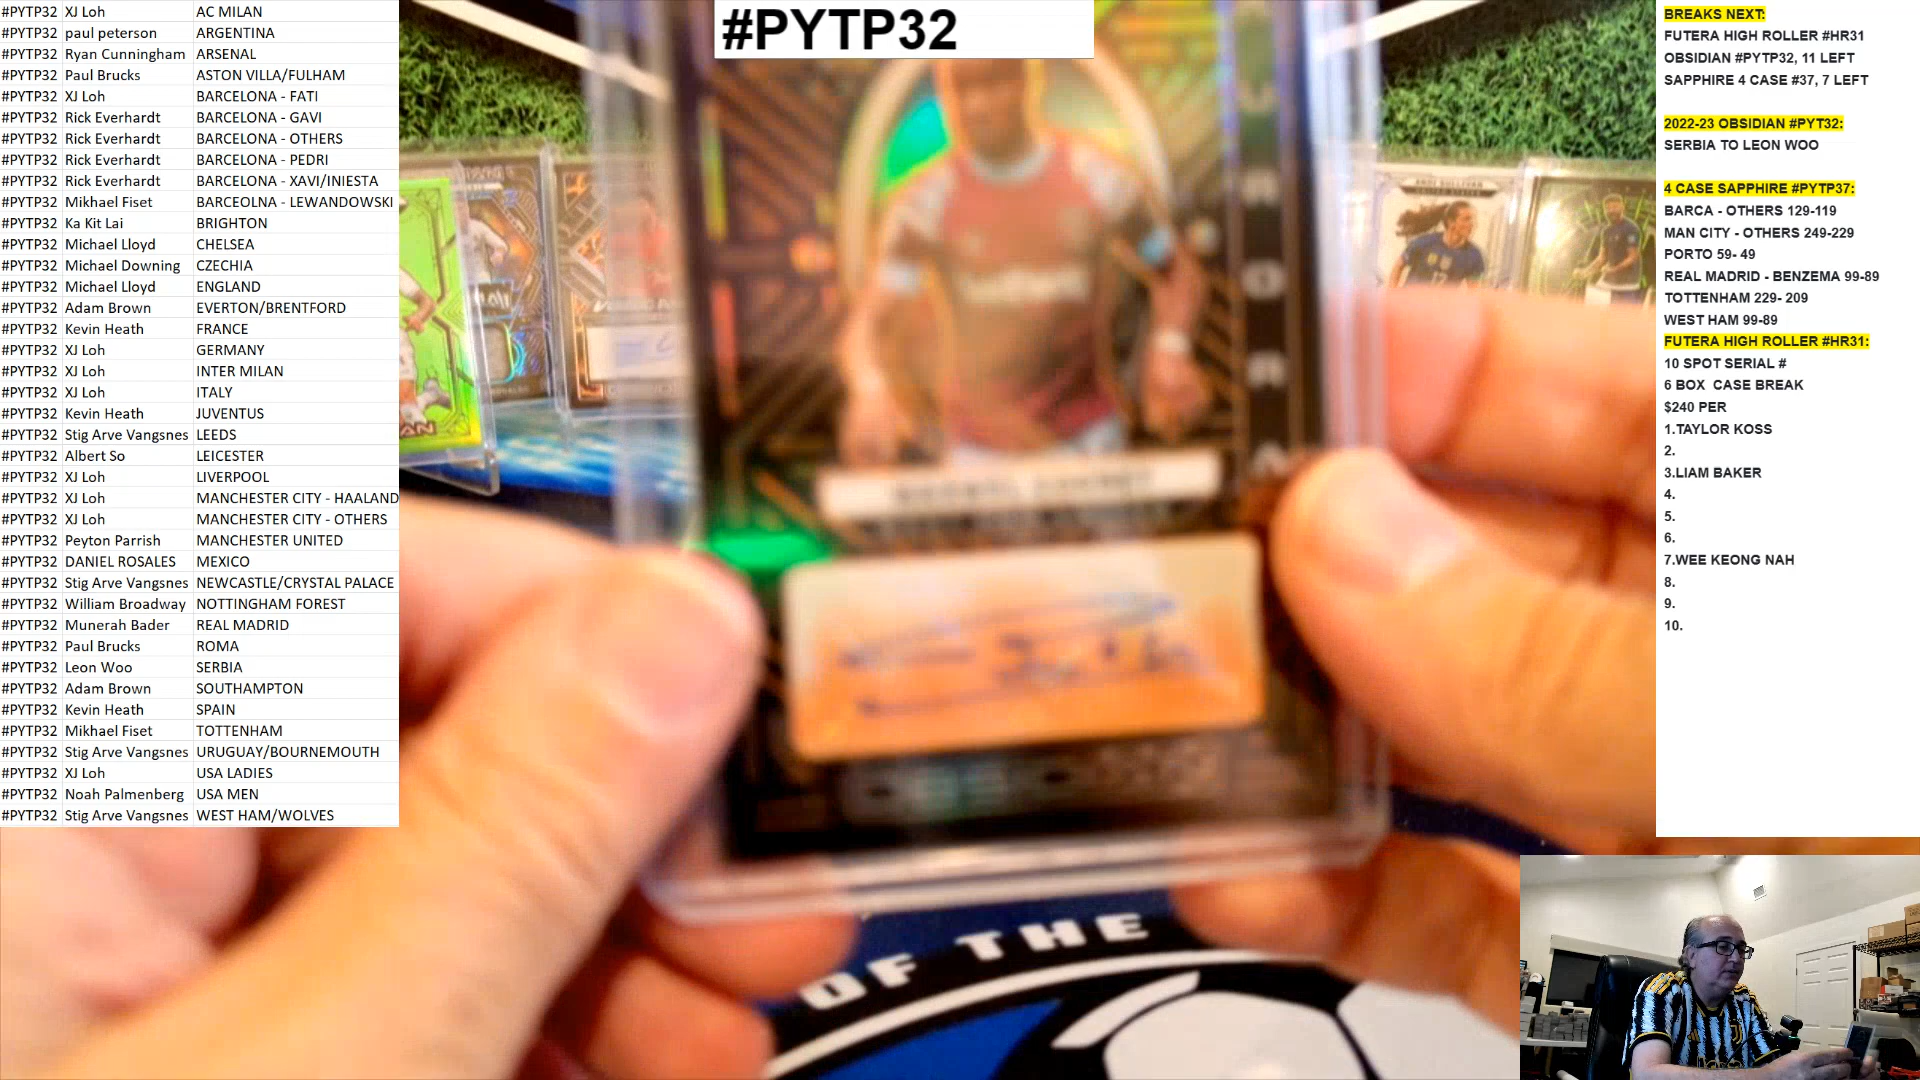 #PYTP32 XJ Loh AC MILAN
#PYTP32 paul peterson ARGENTINA
#PYTP32 Ryan Cunningham ARSENAL
#PYTP32 Paul Brucks ASTON VILLA/FULHAM
#PYTP32 XJ Loh BARCELONA - FATI
#PYTP32 Rick Everhardt BARCELONA - GAVI
#PYTP32 Rick Everhardt BARCELONA - OTHERS
#PYTP32 Rick Everhardt BARCELONA - PEDRI
#PYTP32 Rick Everhardt BARCELONA - XAVI/INIESTA
#PYTP32 Mikhael Fiset BARCEOLNA - LEWANDOWSKI
#PYTP32 Ka Kit Lai BRIGHTON
#PYTP32 Michael Lloyd CHELSEA
#PYTP32 Michael Downing CZECHIA
#PYTP32 Michael Lloyd ENGLAND
#PYTP32 Adam Brown EVERTON/BRENTFORD
#PYTP32 Kevin Heath FRANCE
#PYTP32 XJ Loh GERMANY
#PYTP32 XJ Loh INTER MILAN
#PYTP32 XJ Loh ITALY
#PYTP32 Kevin Heath JUVENTUS
#PYTP32 Stig Arve Vangsnes LEEDS
#PYTP32 Albert So LEICESTER
#PYTP32 XJ Loh LIVERPOOL
#PYTP32 XJ Loh MANCHESTER CITY - HAALAND
#PYTP32 XJ Loh MANCHESTER CITY - OTHERS
#PYTP32 Peyton Parrish MANCHESTER UNITED
#PYTP32 DANIEL ROSALES MEXICO
#PYTP32 Stig Arve Vangsnes NEWCASTLE/CRYSTAL PALACE
#PYTP32 William Broadway NOTTINGHAM FOREST
#PYTP32 Munerah Bader REAL MADRID
#PYTP32 Paul Brucks ROMA
#PYTP32 Leon Woo SERBIA
#PYTP32 Adam Brown SOUTHAMPTON
#PYTP32 Kevin Heath SPAIN
#PYTP32 Mikhael Fiset TOTTENHAM
#PYTP32 Stig Arve Vangsnes URUGUAY/BOURNEMOUTH
#PYTP32 XJ Loh USA LADIES
#PYTP32 Noah Palmenberg USA MEN
#PYTP32 Stig Arve Vangsnes WEST HAM/WOLVES
#PYTP32
OF THE
BREAKS NEXT:
FUTERA HIGH ROLLER #HR31
OBSIDIAN #PYTP32, 11 LEFT
SAPPHIRE 4 CASE #37, 7 LEFT
2022-23 OBSIDIAN #PYT32:
SERBIA TO LEON WOO
4 CASE SAPPHIRE #PYTP37:
BARCA - OTHERS 129-119
MAN CITY - OTHERS 249-229
PORTO 59- 49
REAL MADRID - BENZEMA 99-89
TOTTENHAM 229- 209
WEST HAM 99-89
FUTERA HIGH ROLLER #HR31:
10 SPOT SERIAL #
6 BOX CASE BREAK
$240 PER
1.TAYLOR KOSS
2.
3.LIAM BAKER
4.
5.
6.
7.WEE KEONG NAH
8.
9.
10.